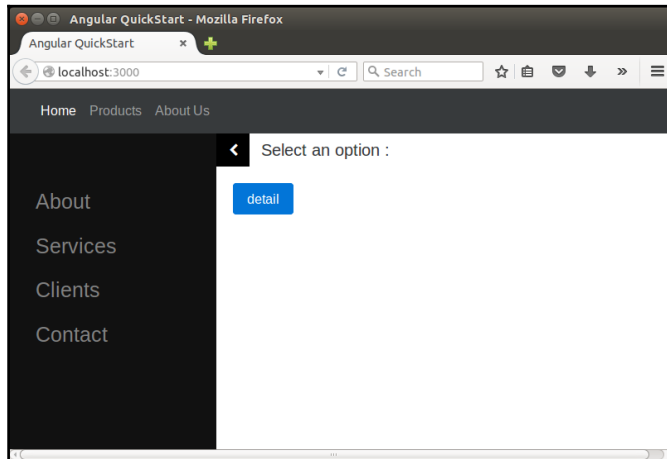 Angular QuickStart - Mozilla Firefox
Angular QuickStart
localhost:3000 Search
Home Products About Us
Select an option :
detail
About
Services
Clients
Contact